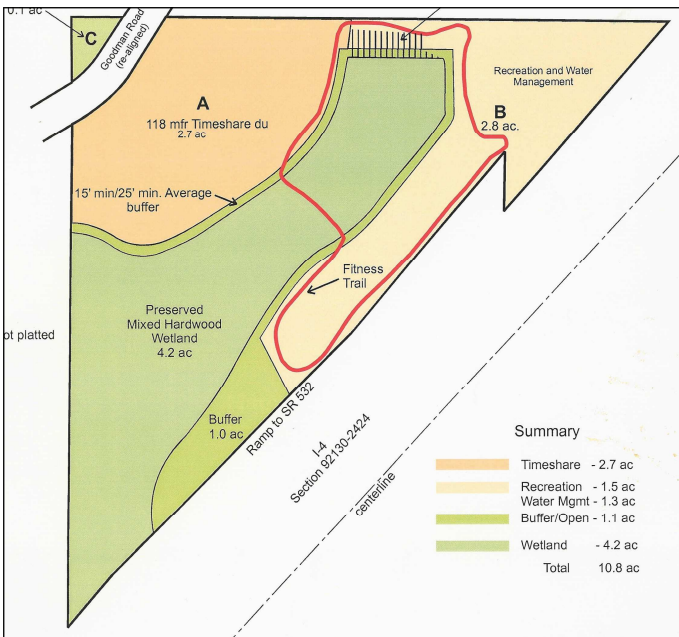 0.1 ac
C
Goodman Road
(re-aligned)
A
118 mfr Timeshare du
2.7 ac
Recreation and Water
Management
B
2.8 ac.
15' min/25' min. Average
buffer
Fitness
Trail
Preserved
Mixed Hardwood
Wetland
4.2 ac
ot platted
Buffer
1.0 ac
Ramp to SR 532
I-4
Section 92130-2424
centerline
Summary
Timeshare - 2.7 ac
Recreation - 1.5 ac
Water Mgmt - 1.3 ac
Buffer/Open - 1.1 ac
Wetland - 4.2 ac
Total 10.8 ac